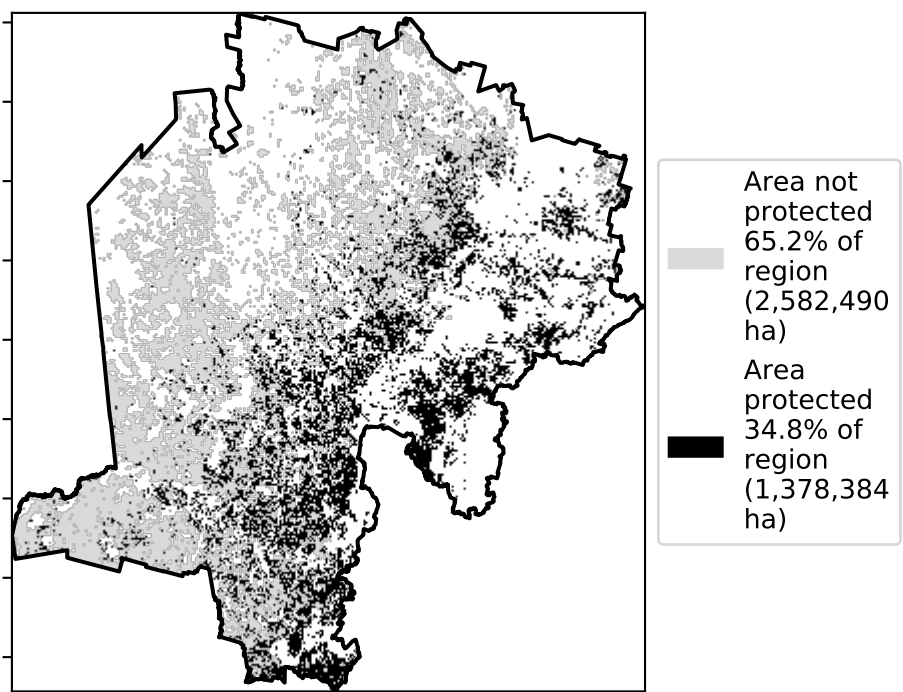 Area not
protected
65.2% of
region
(2,582,490
ha)
Area
protected
34.8% of
region
(1,378,384
ha)